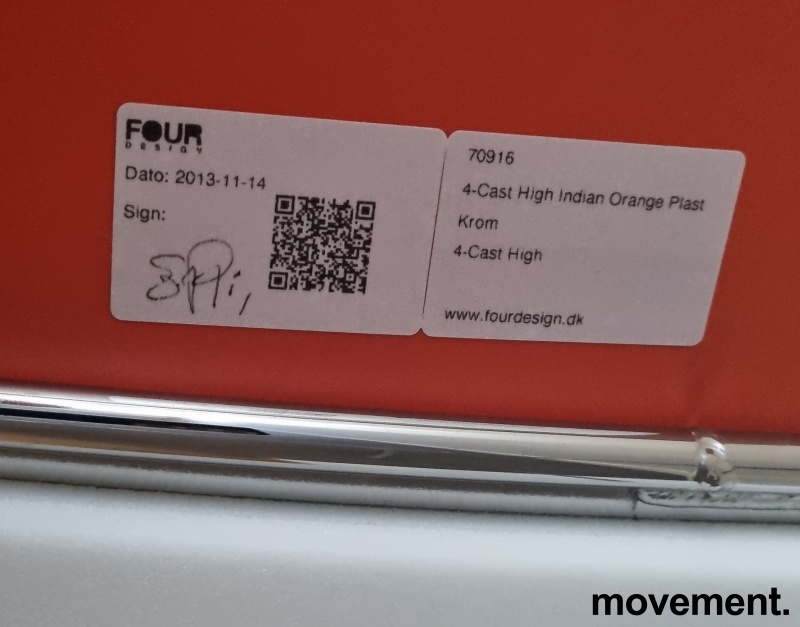 FOUR
DESIGN
Dato: 2013-11-14
Sign:
70916
4-Cast High Indian Orange Plast
Krom
4-Cast High
www.fourdesign.dk
movement.